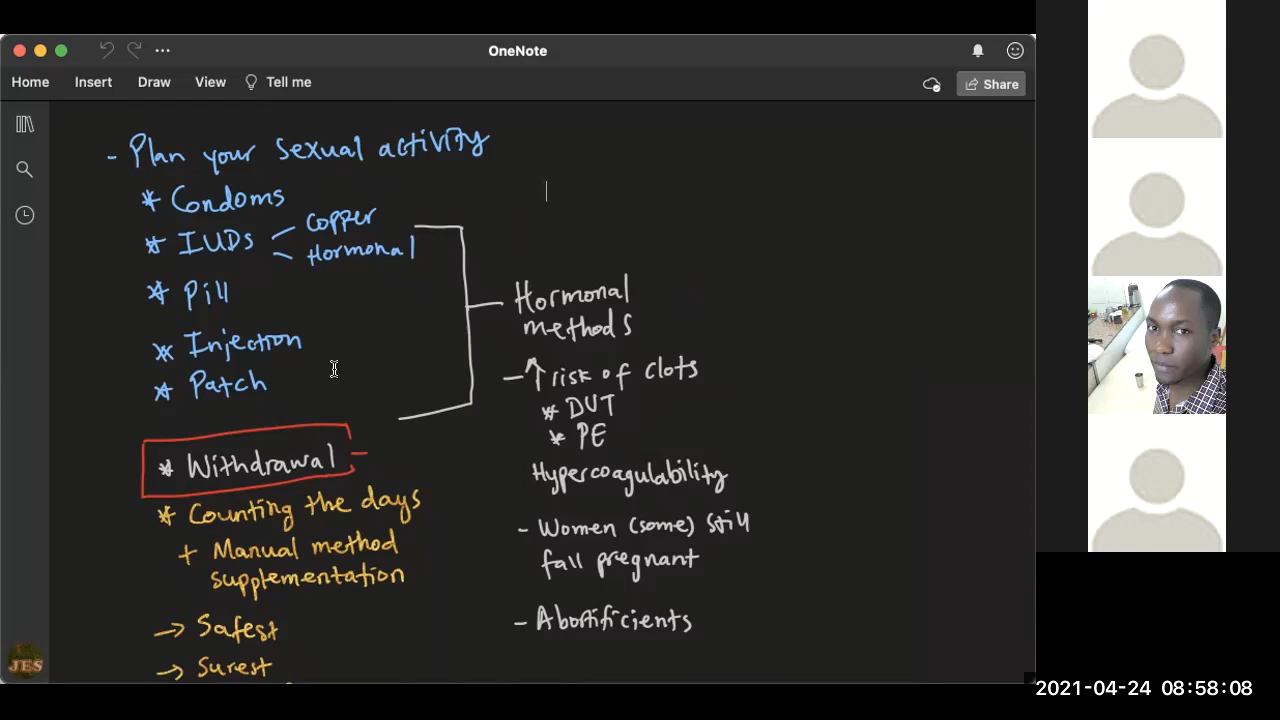 OneNote
Home Insert Draw View Tell me
Share
- Plan your sexual activity
* Condoms
* IUDs
Copper
Hormonal
* Pill
* Injection
* Patch
* Withdrawal
* Counting the days
+ Manual method
supplementation
→ Safest
→ Surest
Hormonal
methods
- ↑ risk of clots
* DVT
* PE
Hypercoagulability
- Women (some) still
fall pregnant
- Abortificients
JES
2021-04-24 08:58:08